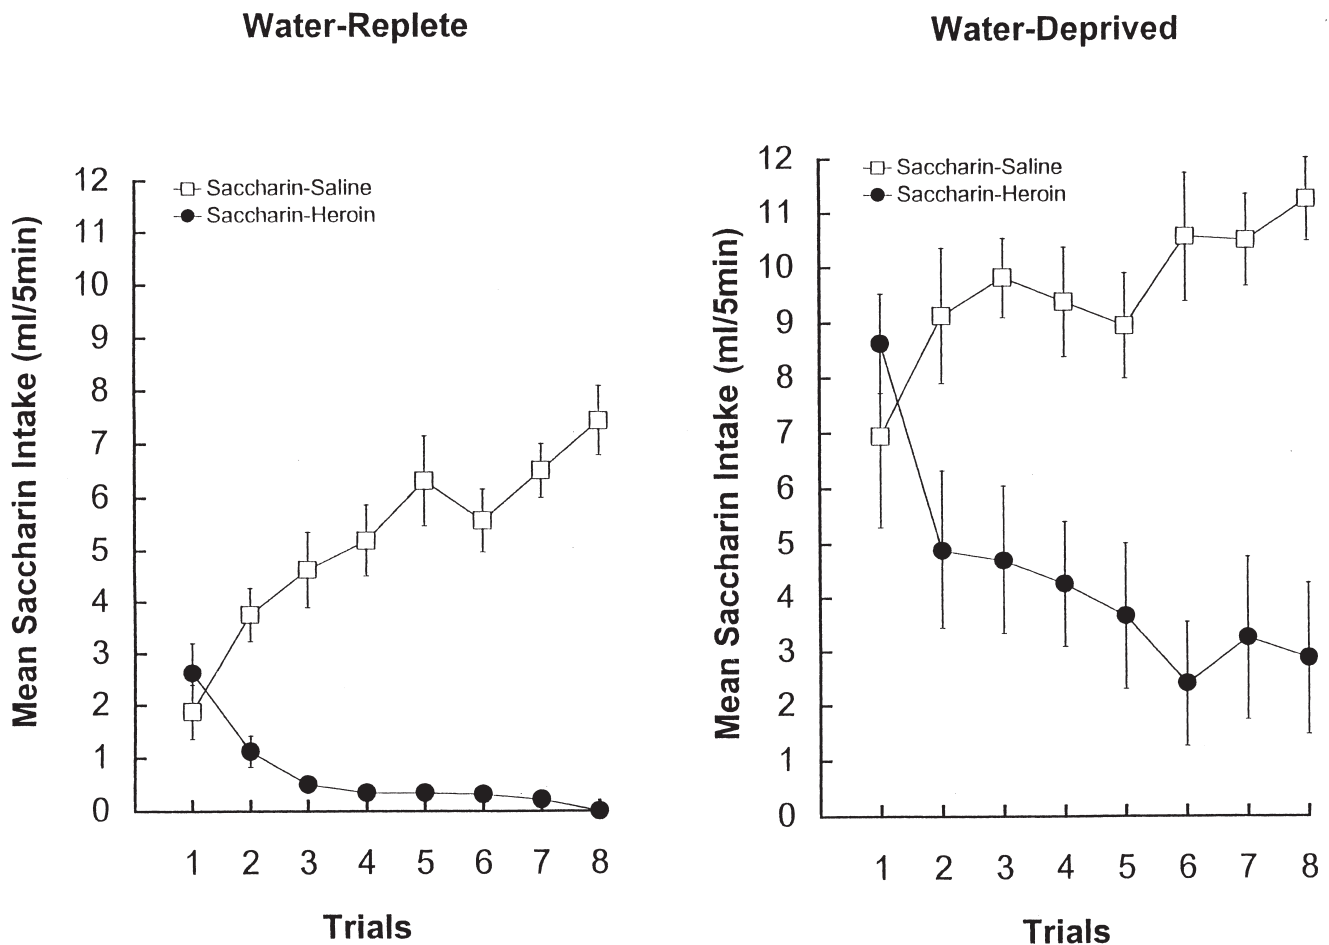 Water-Replete
Mean Saccharin Intake (ml/5min)
12
11
10
9
8
7
6
5
4
3
2
1
0
Saccharin-Saline
Saccharin-Heroin
1 2 3 4 5 6 7 8
Trials
Water-Deprived
Mean Saccharin Intake (ml/5min)
12
11
10
9
8
7
6
5
4
3
2
1
0
Saccharin-Saline
Saccharin-Heroin
1 2 3 4 5 6 7 8
Trials